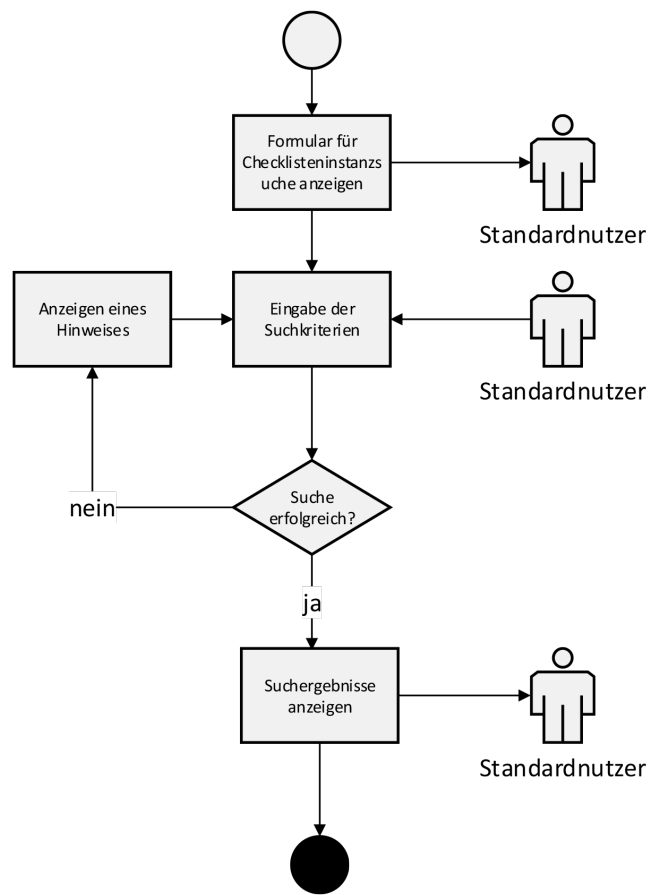 Formular für
Checklisteninstanzs
uche anzeigen
Standardnutzer
Anzeigen eines
Hinweises
Eingabe der
Suchkriterien
Standardnutzer
Suche
erfolgreich?
nein
ja
Suchergebnisse
anzeigen
Standardnutzer